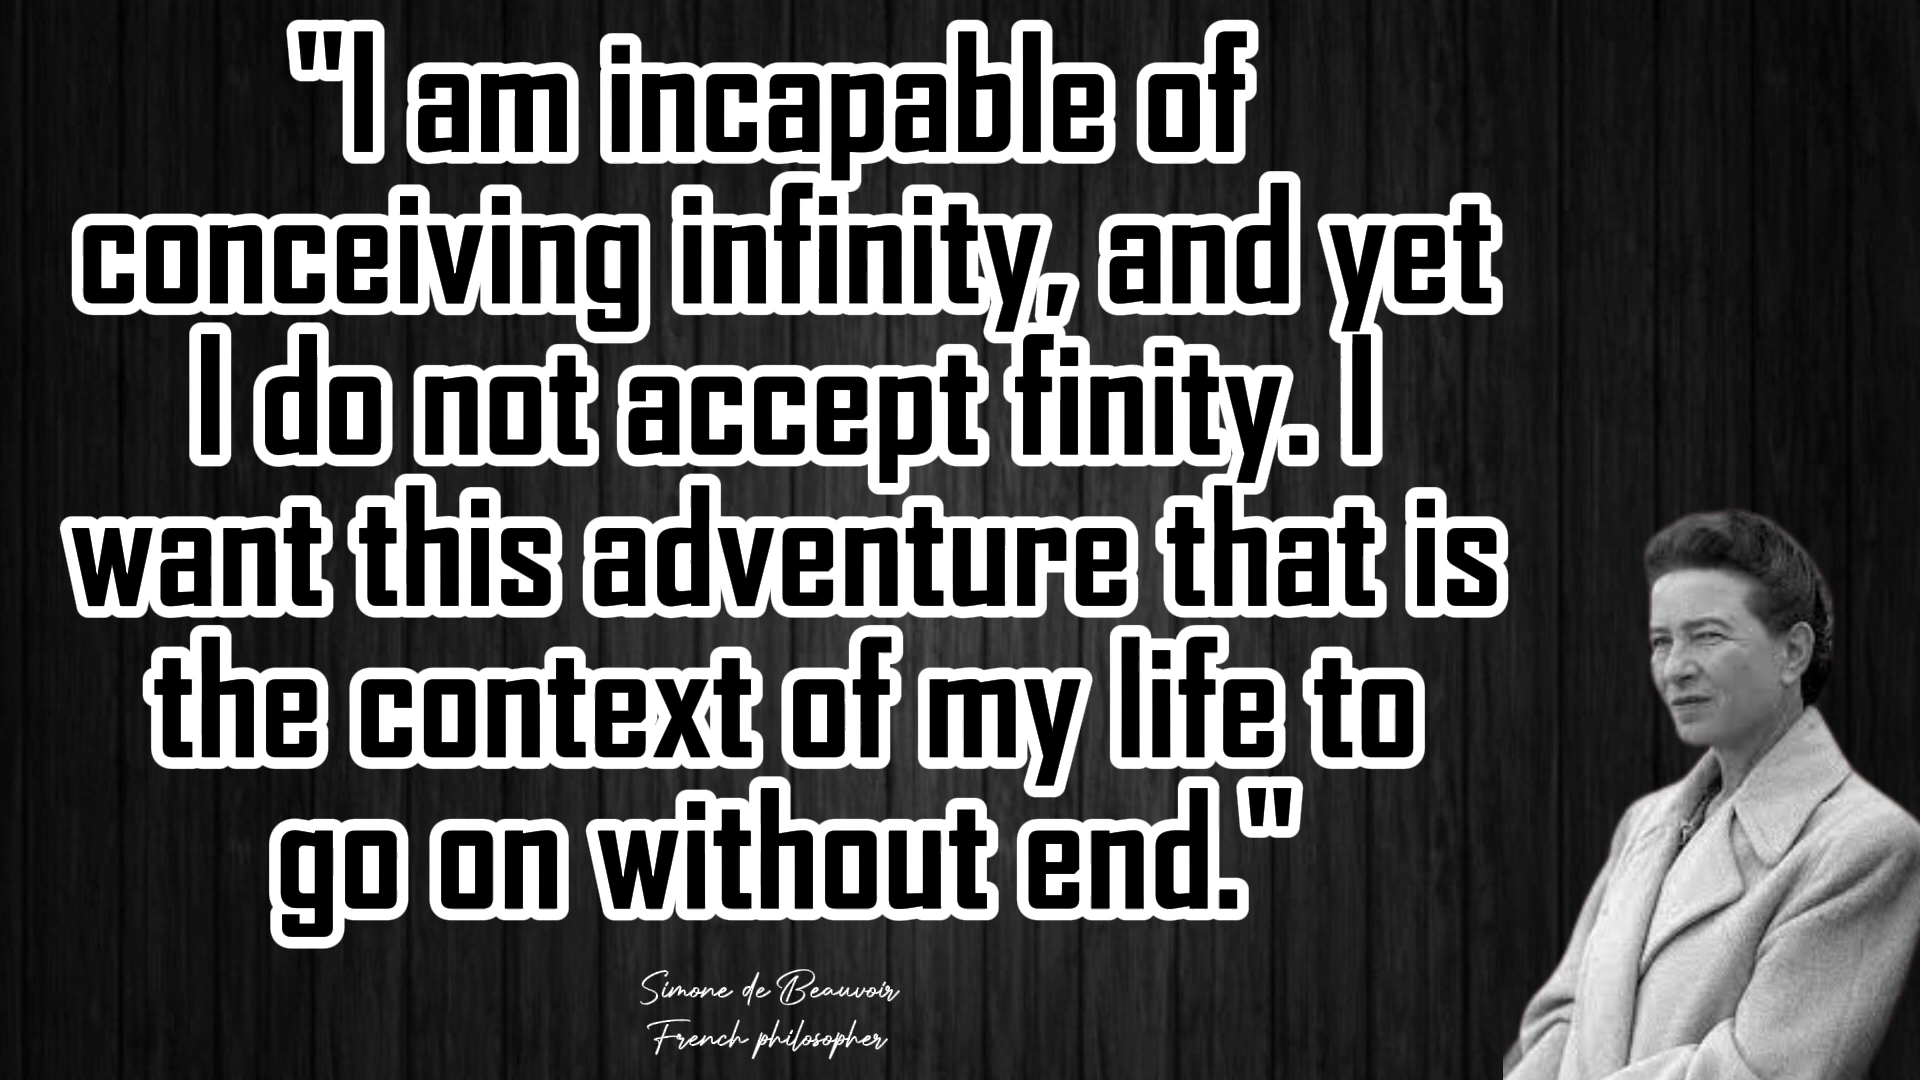 "I am incapable of
conceiving infinity, and yet
I do not accept finity. I
want this adventure that is
the context of my life to
go on without end."
Simone de Beauvoir
French philosopher